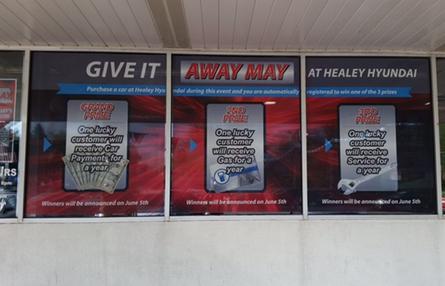 GIVE IT AWAY MAY AT HEALEY HYUNDAI
Purchase a car at Healey Hyundai during this event and you are automatically registered to win one of the 3 prizes
GRAND
PRIZE
One lucky
customer will
receive Car
Payments for
a year
2ND
PRIZE
One lucky
customer
will receive
Gas for a
year
3RD
PRIZE
One lucky
customer
will receive
Service for
a year
Winners will be announced on June 5th
Winners will be announced on June 5th
Winners will be announced on June 5th